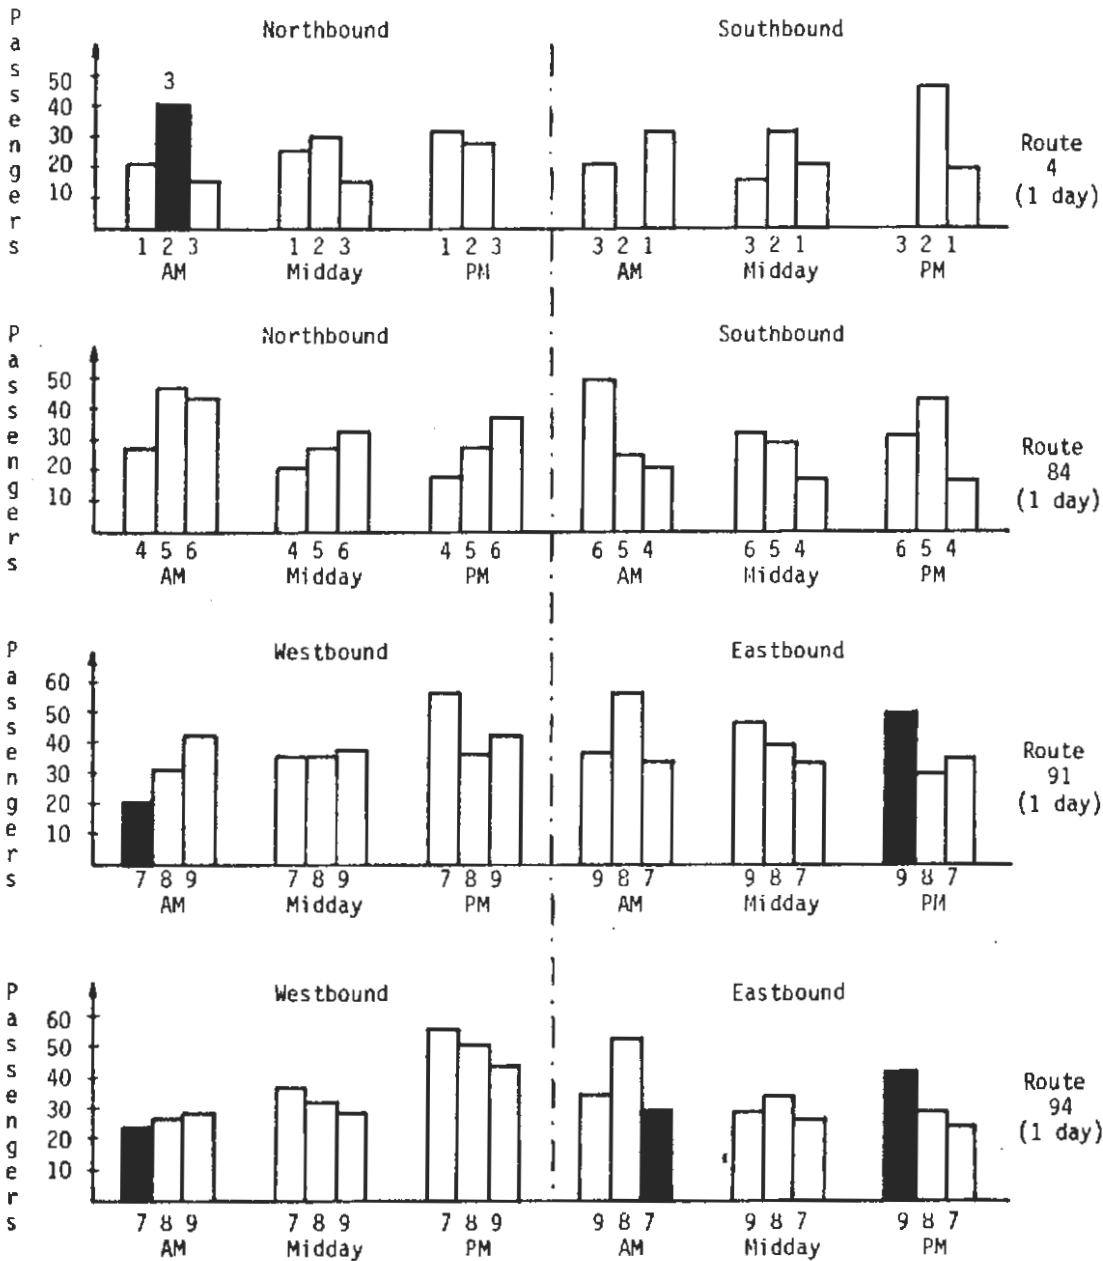 Passengers
Northbound
Southbound
50
40
30
20
10
3
1 2 3
AM
1 2 3
Midday
1 2 3
PM
3 2 1
AM
3 2 1
Midday
3 2 1
PM
Route
4
(1 day)
Passengers
Northbound
Southbound
50
40
30
20
10
4 5 6
AM
4 5 6
Midday
4 5 6
PM
6 5 4
AM
6 5 4
Midday
6 5 4
PM
Route
84
(1 day)
Passengers
Westbound
Eastbound
60
50
40
30
20
10
7 8 9
AM
7 8 9
Midday
7 8 9
PM
9 8 7
AM
9 8 7
Midday
9 8 7
PM
Route
91
(1 day)
Passengers
Westbound
Eastbound
60
50
40
30
20
10
7 8 9
AM
7 8 9
Midday
7 8 9
PM
9 8 7
AM
9 8 7
Midday
9 8 7
PM
Route
94
(1 day)